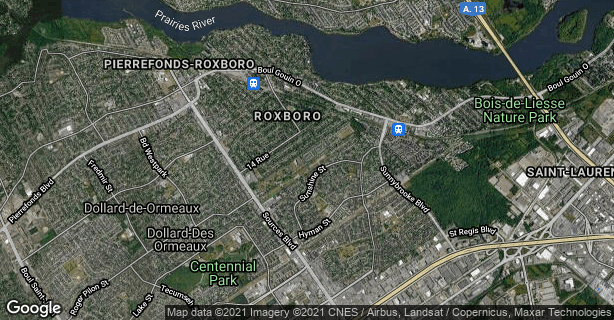 A. 13
Prairies River
PIERREFONDS-ROXBORO
Boul Gouin O
Boul Gouin O
Bois-de-Liesse
Nature Park
ROXBORO
14 Rue
Bd Westpark
Fredmir St
Sunshine St
Sunnybrooke Blvd
SAINT-LAUREN
Pierrefonds Blvd
Dollard-de-Ormeaux
Sources Blvd
Hyman St
St Regis Blvd
Dollard-Des
Ormeaux
Centennial
Park
Boul Saint-
Roger Pilon St
Lake St
Tecumseh
Google
Map data ©2021 Imagery ©2021 CNES / Airbus, Landsat / Copernicus, Maxar Technologies